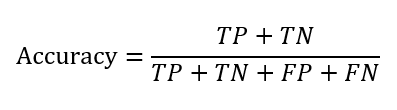 Accuracy = (TP + TN) / (TP + TN + FP + FN)